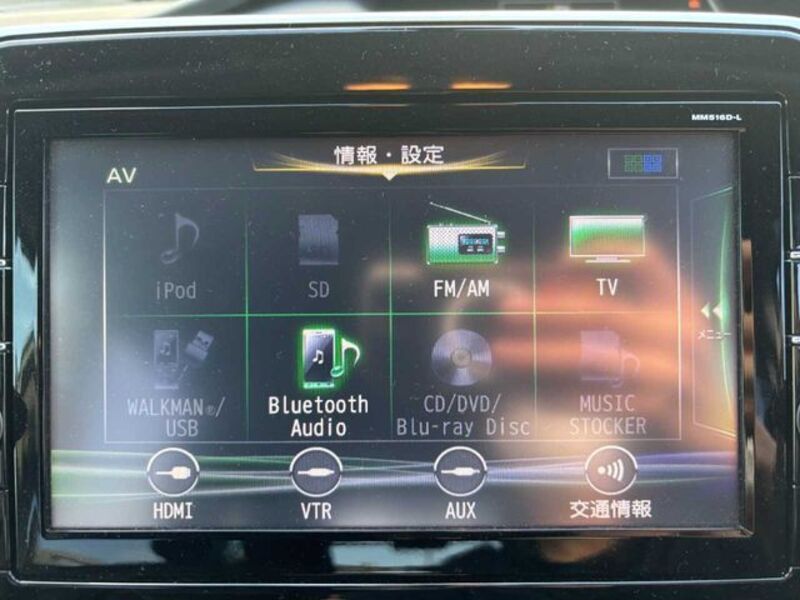 MM516D-L
情報・設定
AV
iPod
SD
FM/AM
TV
メニュー
WALKMAN®/
USB
Bluetooth
Audio
CD/DVD/
Blu-ray Disc
MUSIC
STOCKER
HDMI
VTR
AUX
交通情報